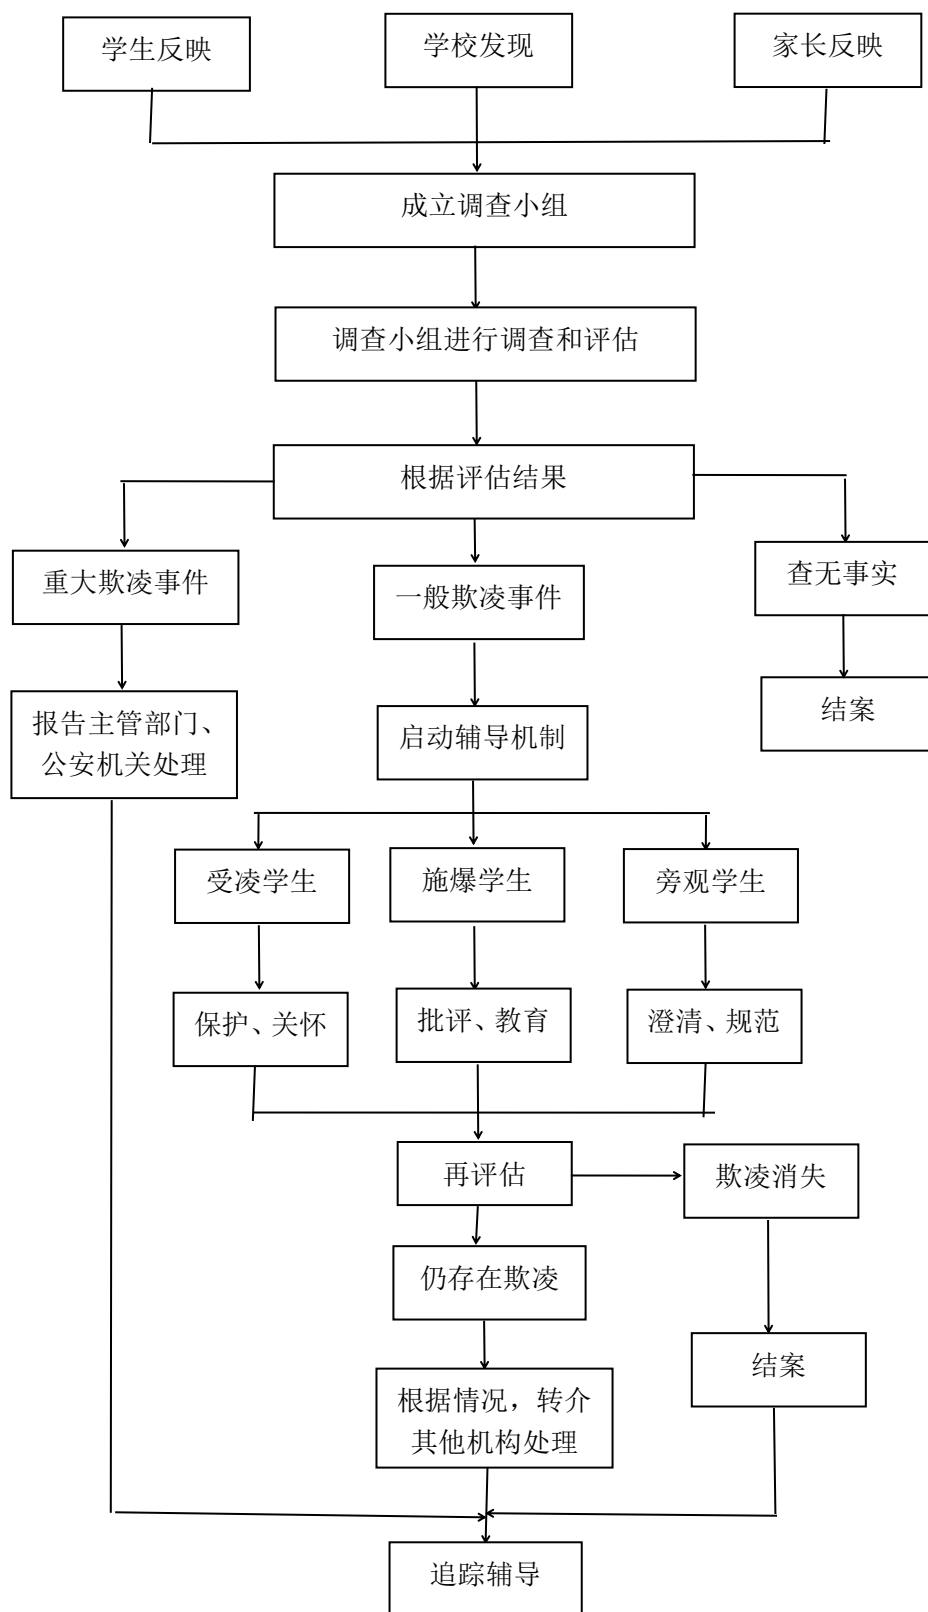 学生反映
学校发现
家长反映
成立调查小组
调查小组进行调查和评估
根据评估结果
重大欺凌事件
一般欺凌事件
查无事实
报告主管部门、
公安机关处理
启动辅导机制
结案
受凌学生
施爆学生
旁观学生
保护、关怀
批评、教育
澄清、规范
再评估
欺凌消失
仍存在欺凌
结案
根据情况，转介
其他机构处理
追踪辅导